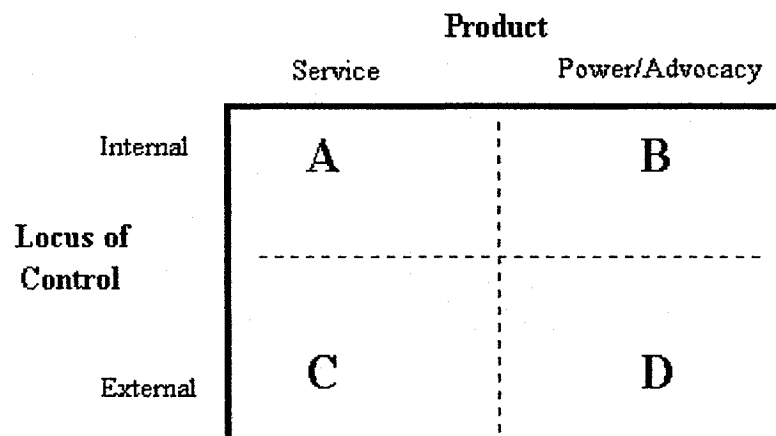 Product
Service Power/Advocacy
Internal A B
Locus of
Control
External C D